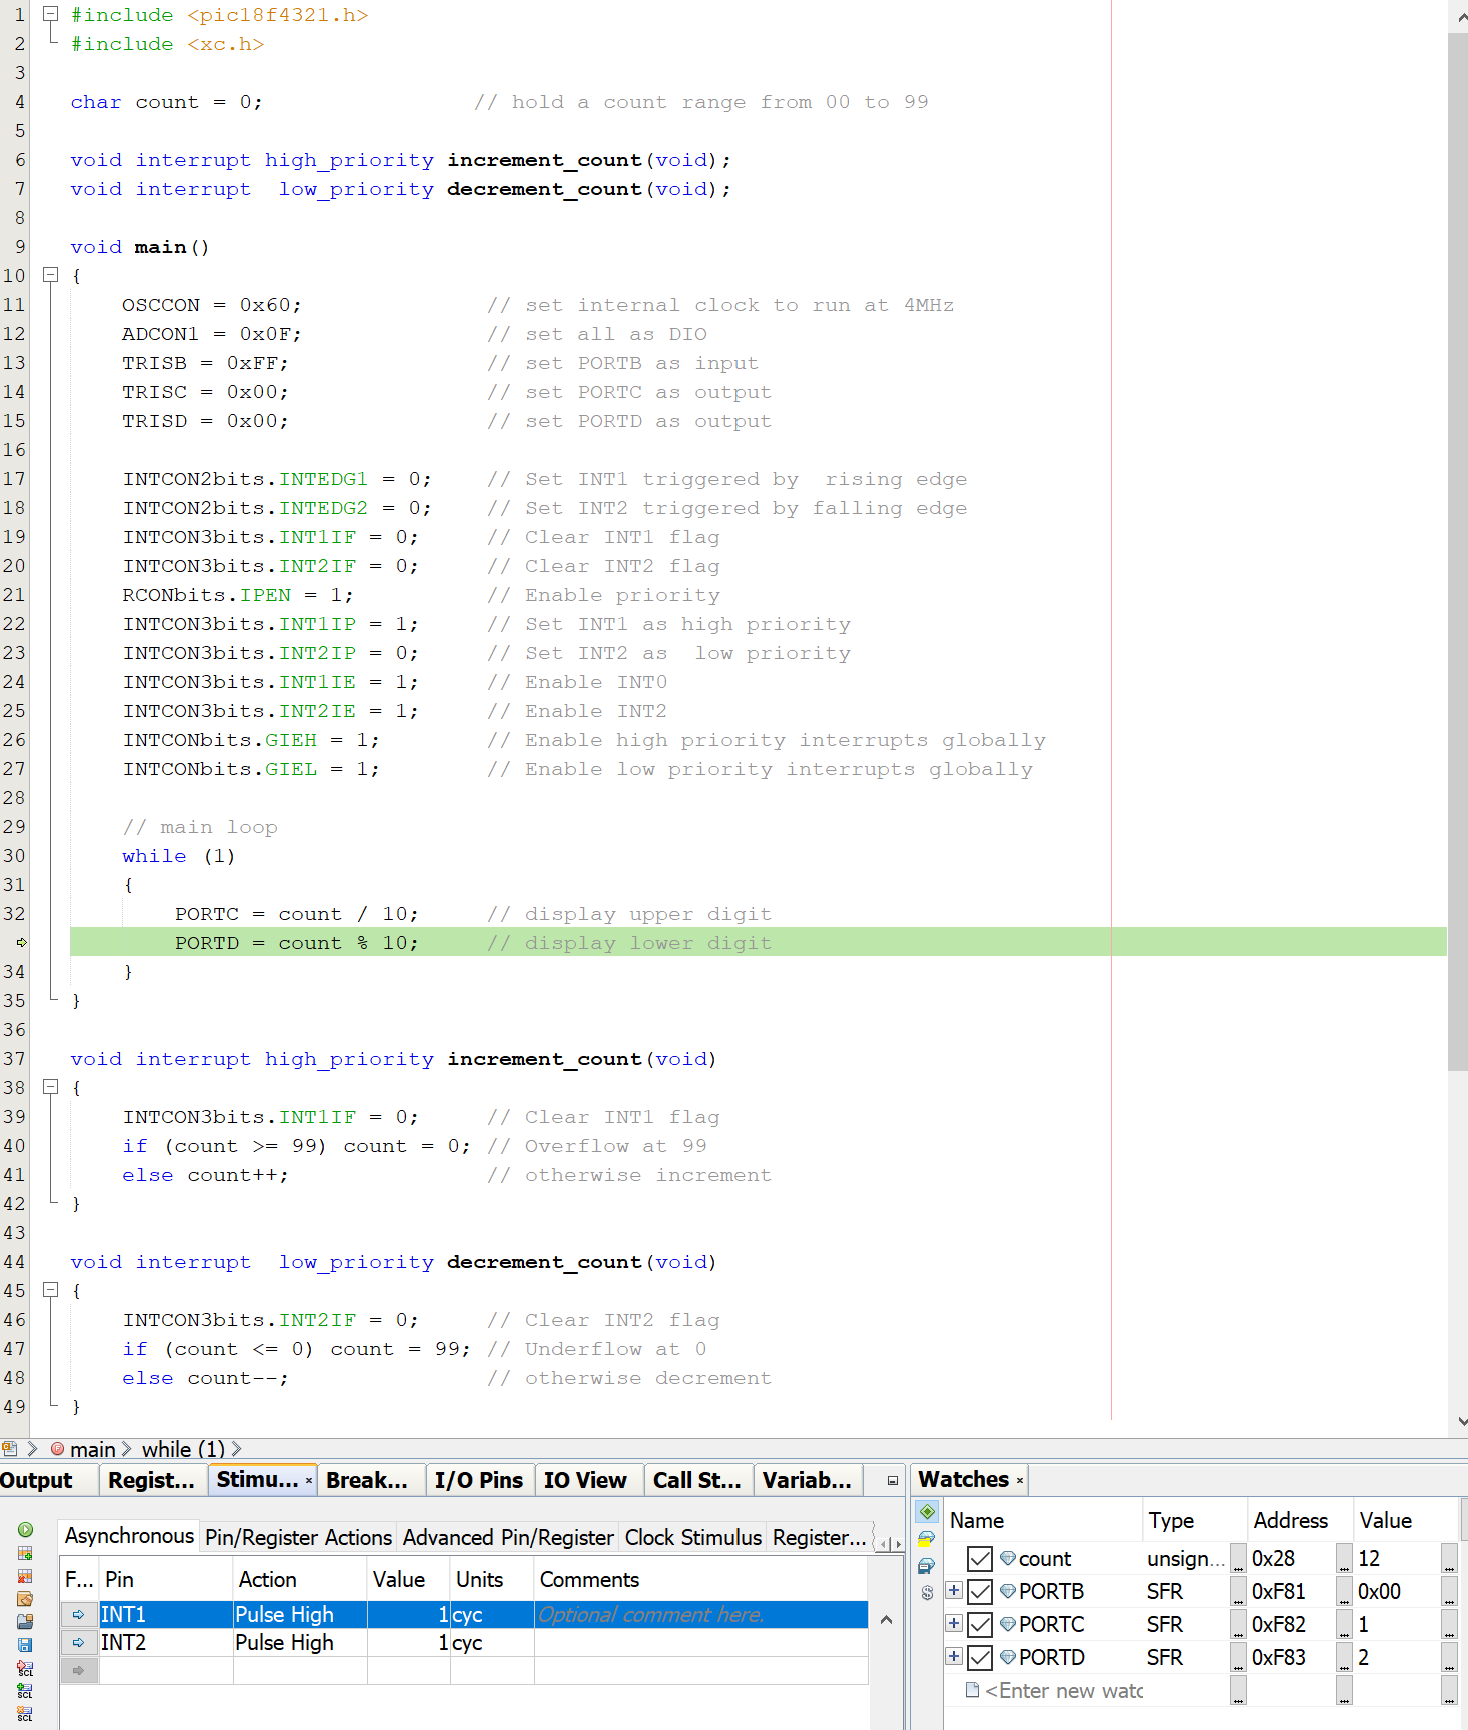 1 #include <pic18f4321.h>
2 #include <xc.h>
3
4 char count = 0; // hold a count range from 00 to 99
5
6 void interrupt high_priority increment_count(void);
7 void interrupt  low_priority decrement_count(void);
8
9 void main()
10 {
11 OSCCON = 0x60; // set internal clock to run at 4MHz
12 ADCON1 = 0x0F; // set all as DIO
13 TRISB = 0xFF; // set PORTB as input
14 TRISC = 0x00; // set PORTC as output
15 TRISD = 0x00; // set PORTD as output
16
17 INTCON2bits.INTEDG1 = 0; // Set INT1 triggered by  rising edge
18 INTCON2bits.INTEDG2 = 0; // Set INT2 triggered by falling edge
19 INTCON3bits.INT1IF = 0; // Clear INT1 flag
20 INTCON3bits.INT2IF = 0; // Clear INT2 flag
21 RCONbits.IPEN = 1; // Enable priority
22 INTCON3bits.INT1IP = 1; // Set INT1 as high priority
23 INTCON3bits.INT2IP = 0; // Set INT2 as  low priority
24 INTCON3bits.INT1IE = 1; // Enable INT0
25 INTCON3bits.INT2IE = 1; // Enable INT2
26 INTCONbits.GIEH = 1; // Enable high priority interrupts globally
27 INTCONbits.GIEL = 1; // Enable low priority interrupts globally
28
29 // main loop
30 while (1)
31 {
32 PORTC = count / 10; // display upper digit
PORTD = count % 10; // display lower digit
34 }
35 }
36
37 void interrupt high_priority increment_count(void)
38 {
39 INTCON3bits.INT1IF = 0; // Clear INT1 flag
40 if (count >= 99) count = 0; // Overflow at 99
41 else count++; // otherwise increment
42 }
43
44 void interrupt  low_priority decrement_count(void)
45 {
46 INTCON3bits.INT2IF = 0; // Clear INT2 flag
47 if (count <= 0) count = 99; // Underflow at 0
48 else count--; // otherwise decrement
49 }
main while (1)
Output Regist... Stimu... × Break... I/O Pins IO View Call St... Variab...
Asynchronous Pin/Register Actions Advanced Pin/Register Clock Stimulus Register...
F... Pin Action Value Units Comments
INT1 Pulse High 1 cyc Optional comment here.
INT2 Pulse High 1 cyc
SCL
SCL
SCL
Watches ×
Name Type Address Value
count unsign... ... 0x28 ... 12 ...
PORTB SFR ... 0xF81 ... 0x00 ...
PORTC SFR ... 0xF82 ... 1 ...
PORTD SFR ... 0xF83 ... 2 ...
<Enter new watc ... ... ...